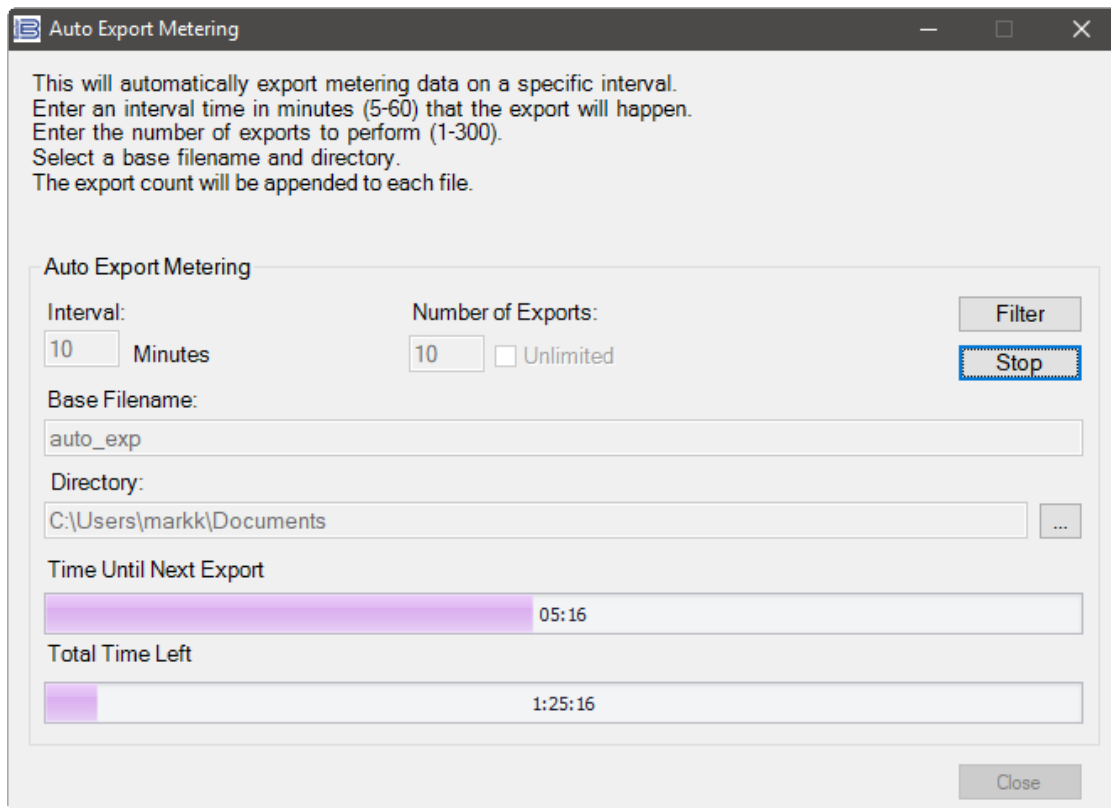 Auto Export Metering
This will automatically export metering data on a specific interval.
Enter an interval time in minutes (5-60) that the export will happen.
Enter the number of exports to perform (1-300).
Select a base filename and directory.
The export count will be appended to each file.
Auto Export Metering
Interval:
Number of Exports:
Filter
10 Minutes
10 Unlimited
Stop
Base Filename:
auto_exp
Directory:
C:\Users\markk\Documents
...
Time Until Next Export
05:16
Total Time Left
1:25:16
Close